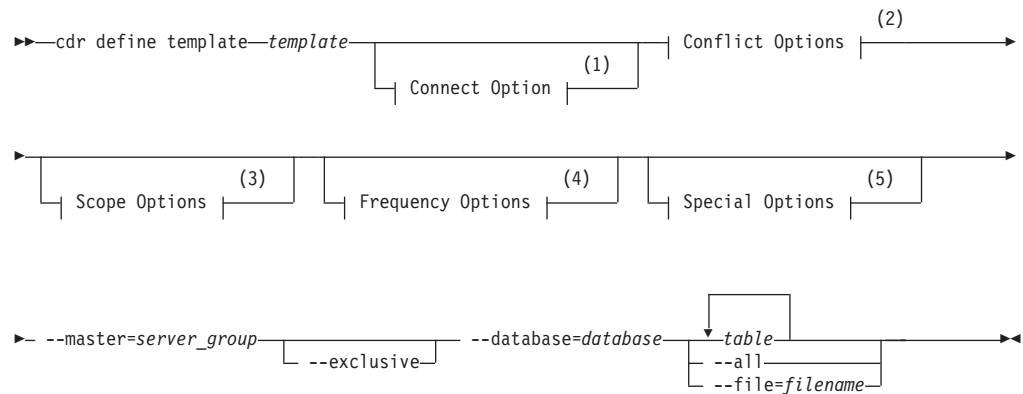 (2)
cdr define template template Conflict Options
(1)
Connect Option
(3) (4) (5)
Scope Options Frequency Options Special Options
--master=server_group --database=database table
--exclusive --all
--file=filename